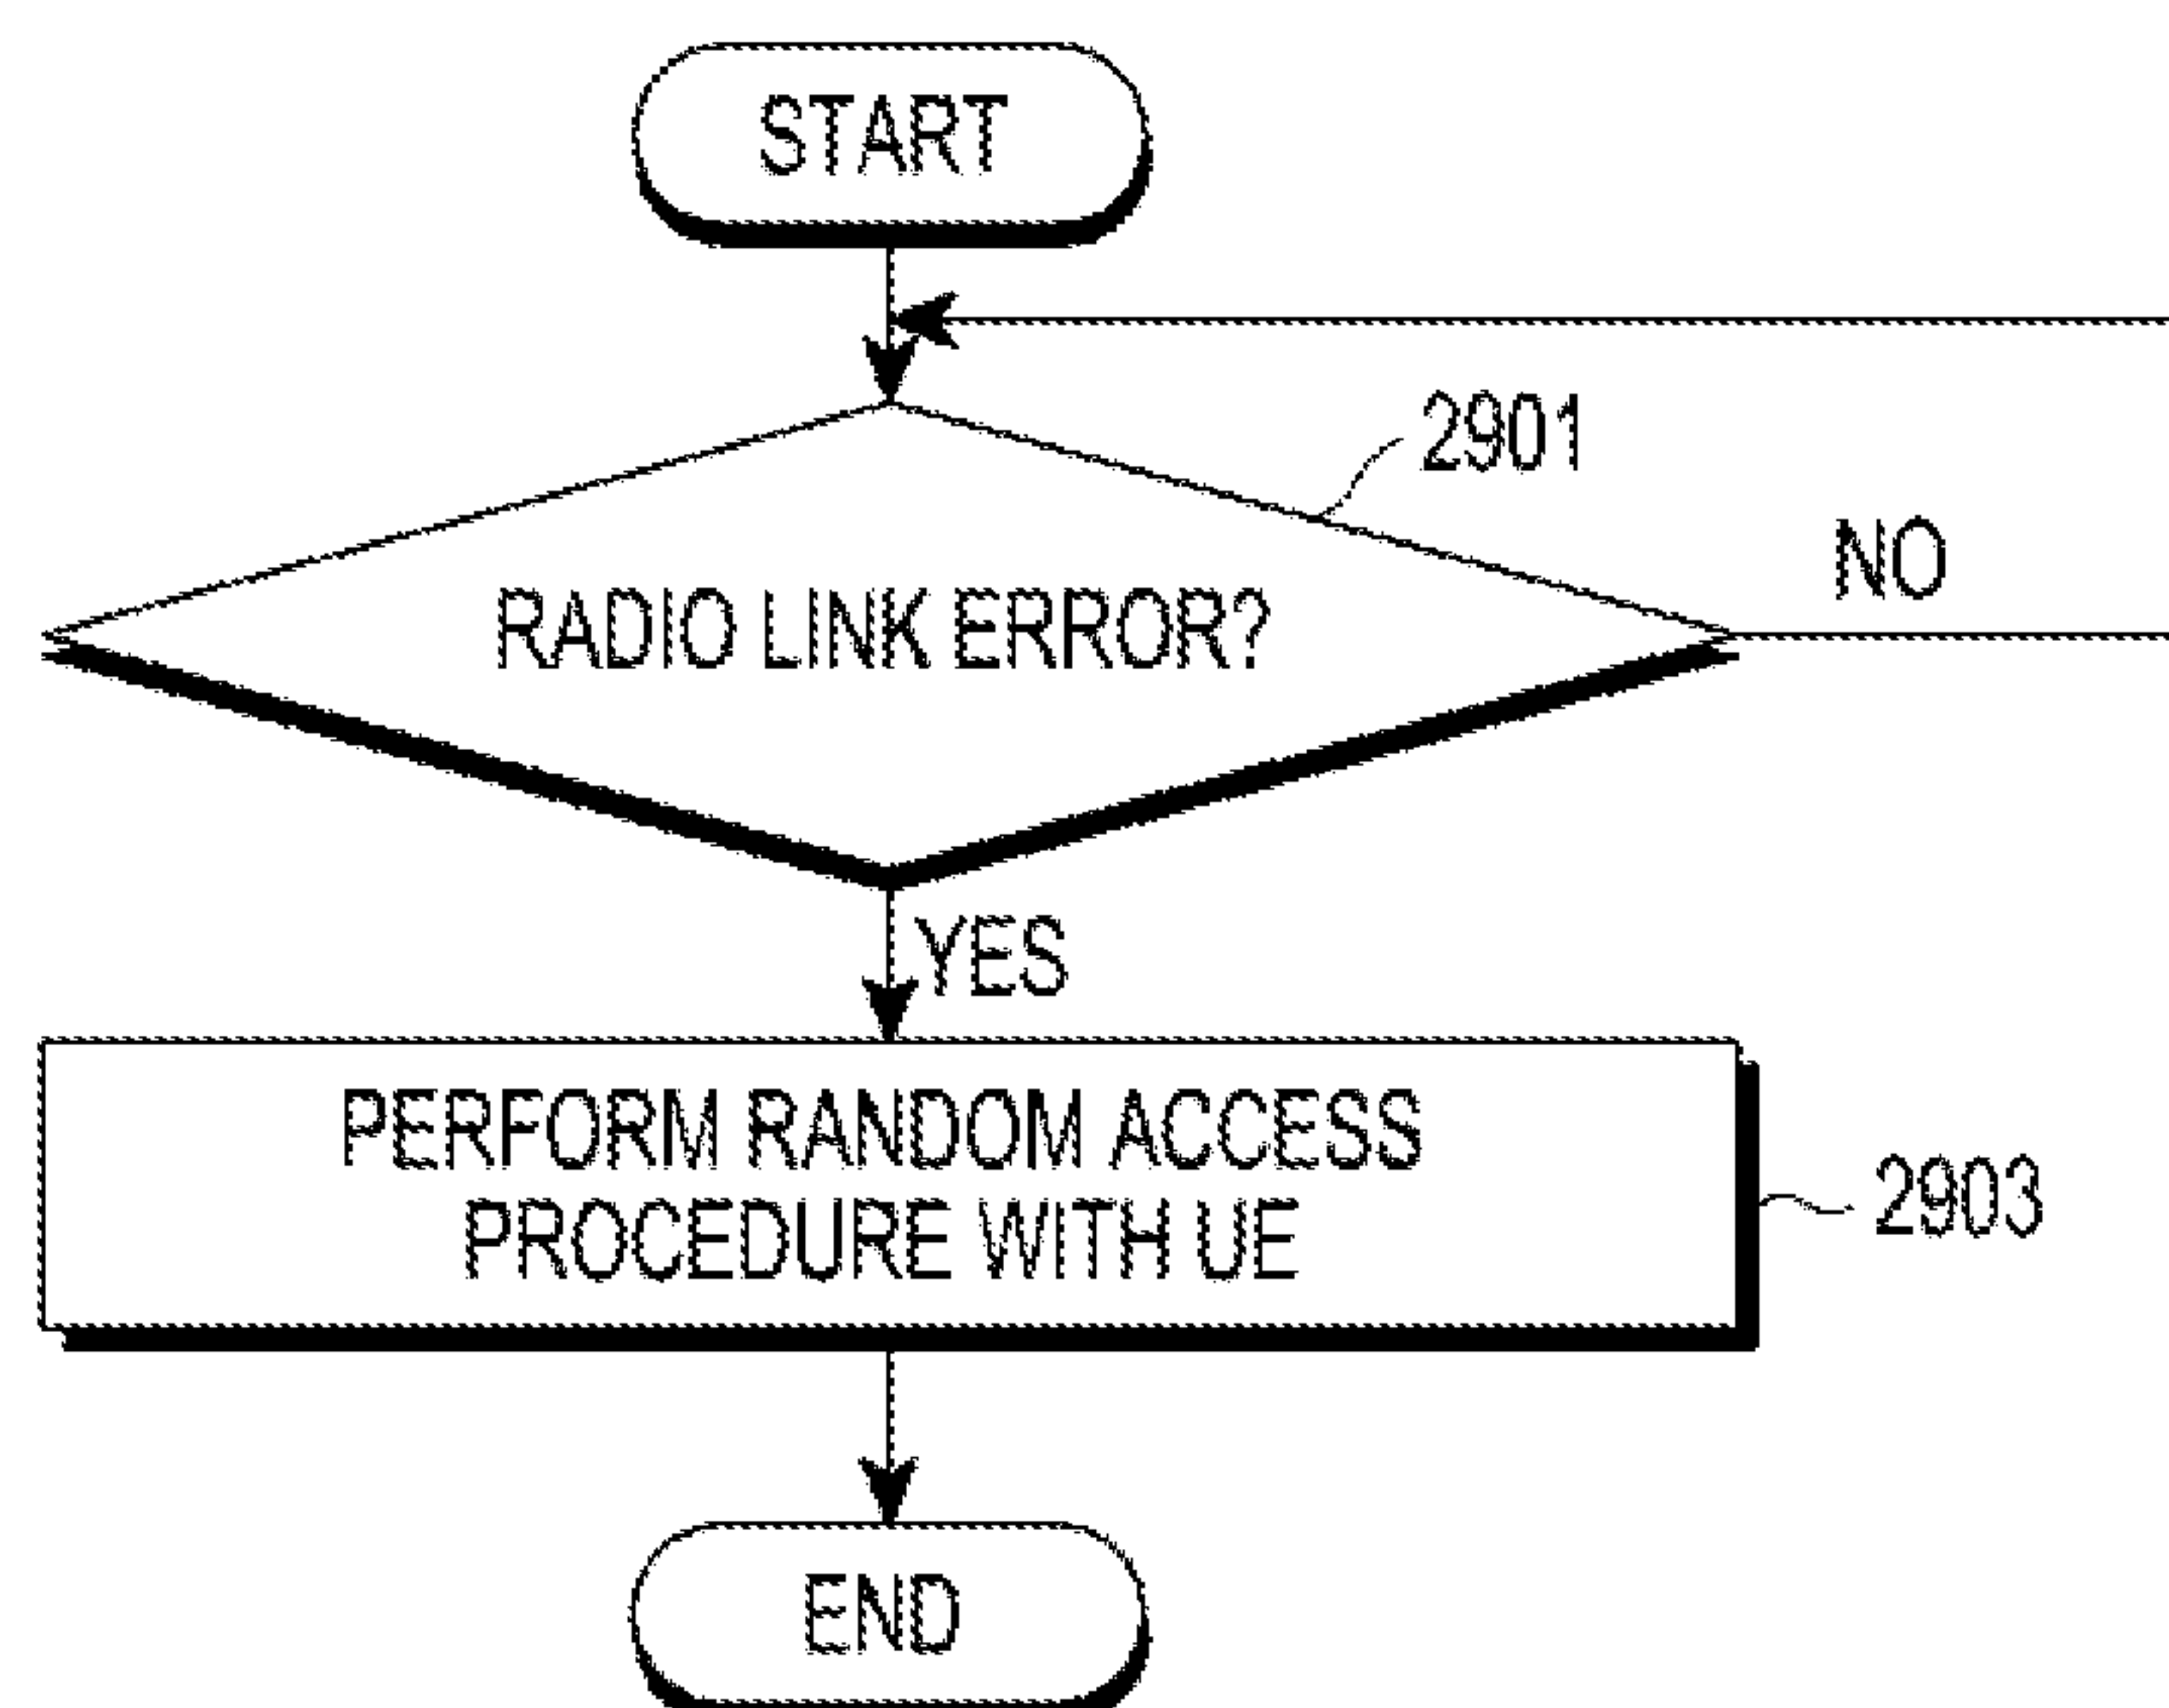 START
2901
NO
RADIO LINK ERROR?
YES
PERFORM RANDOM ACCESS
PROCEDURE WITH UE
2903
END